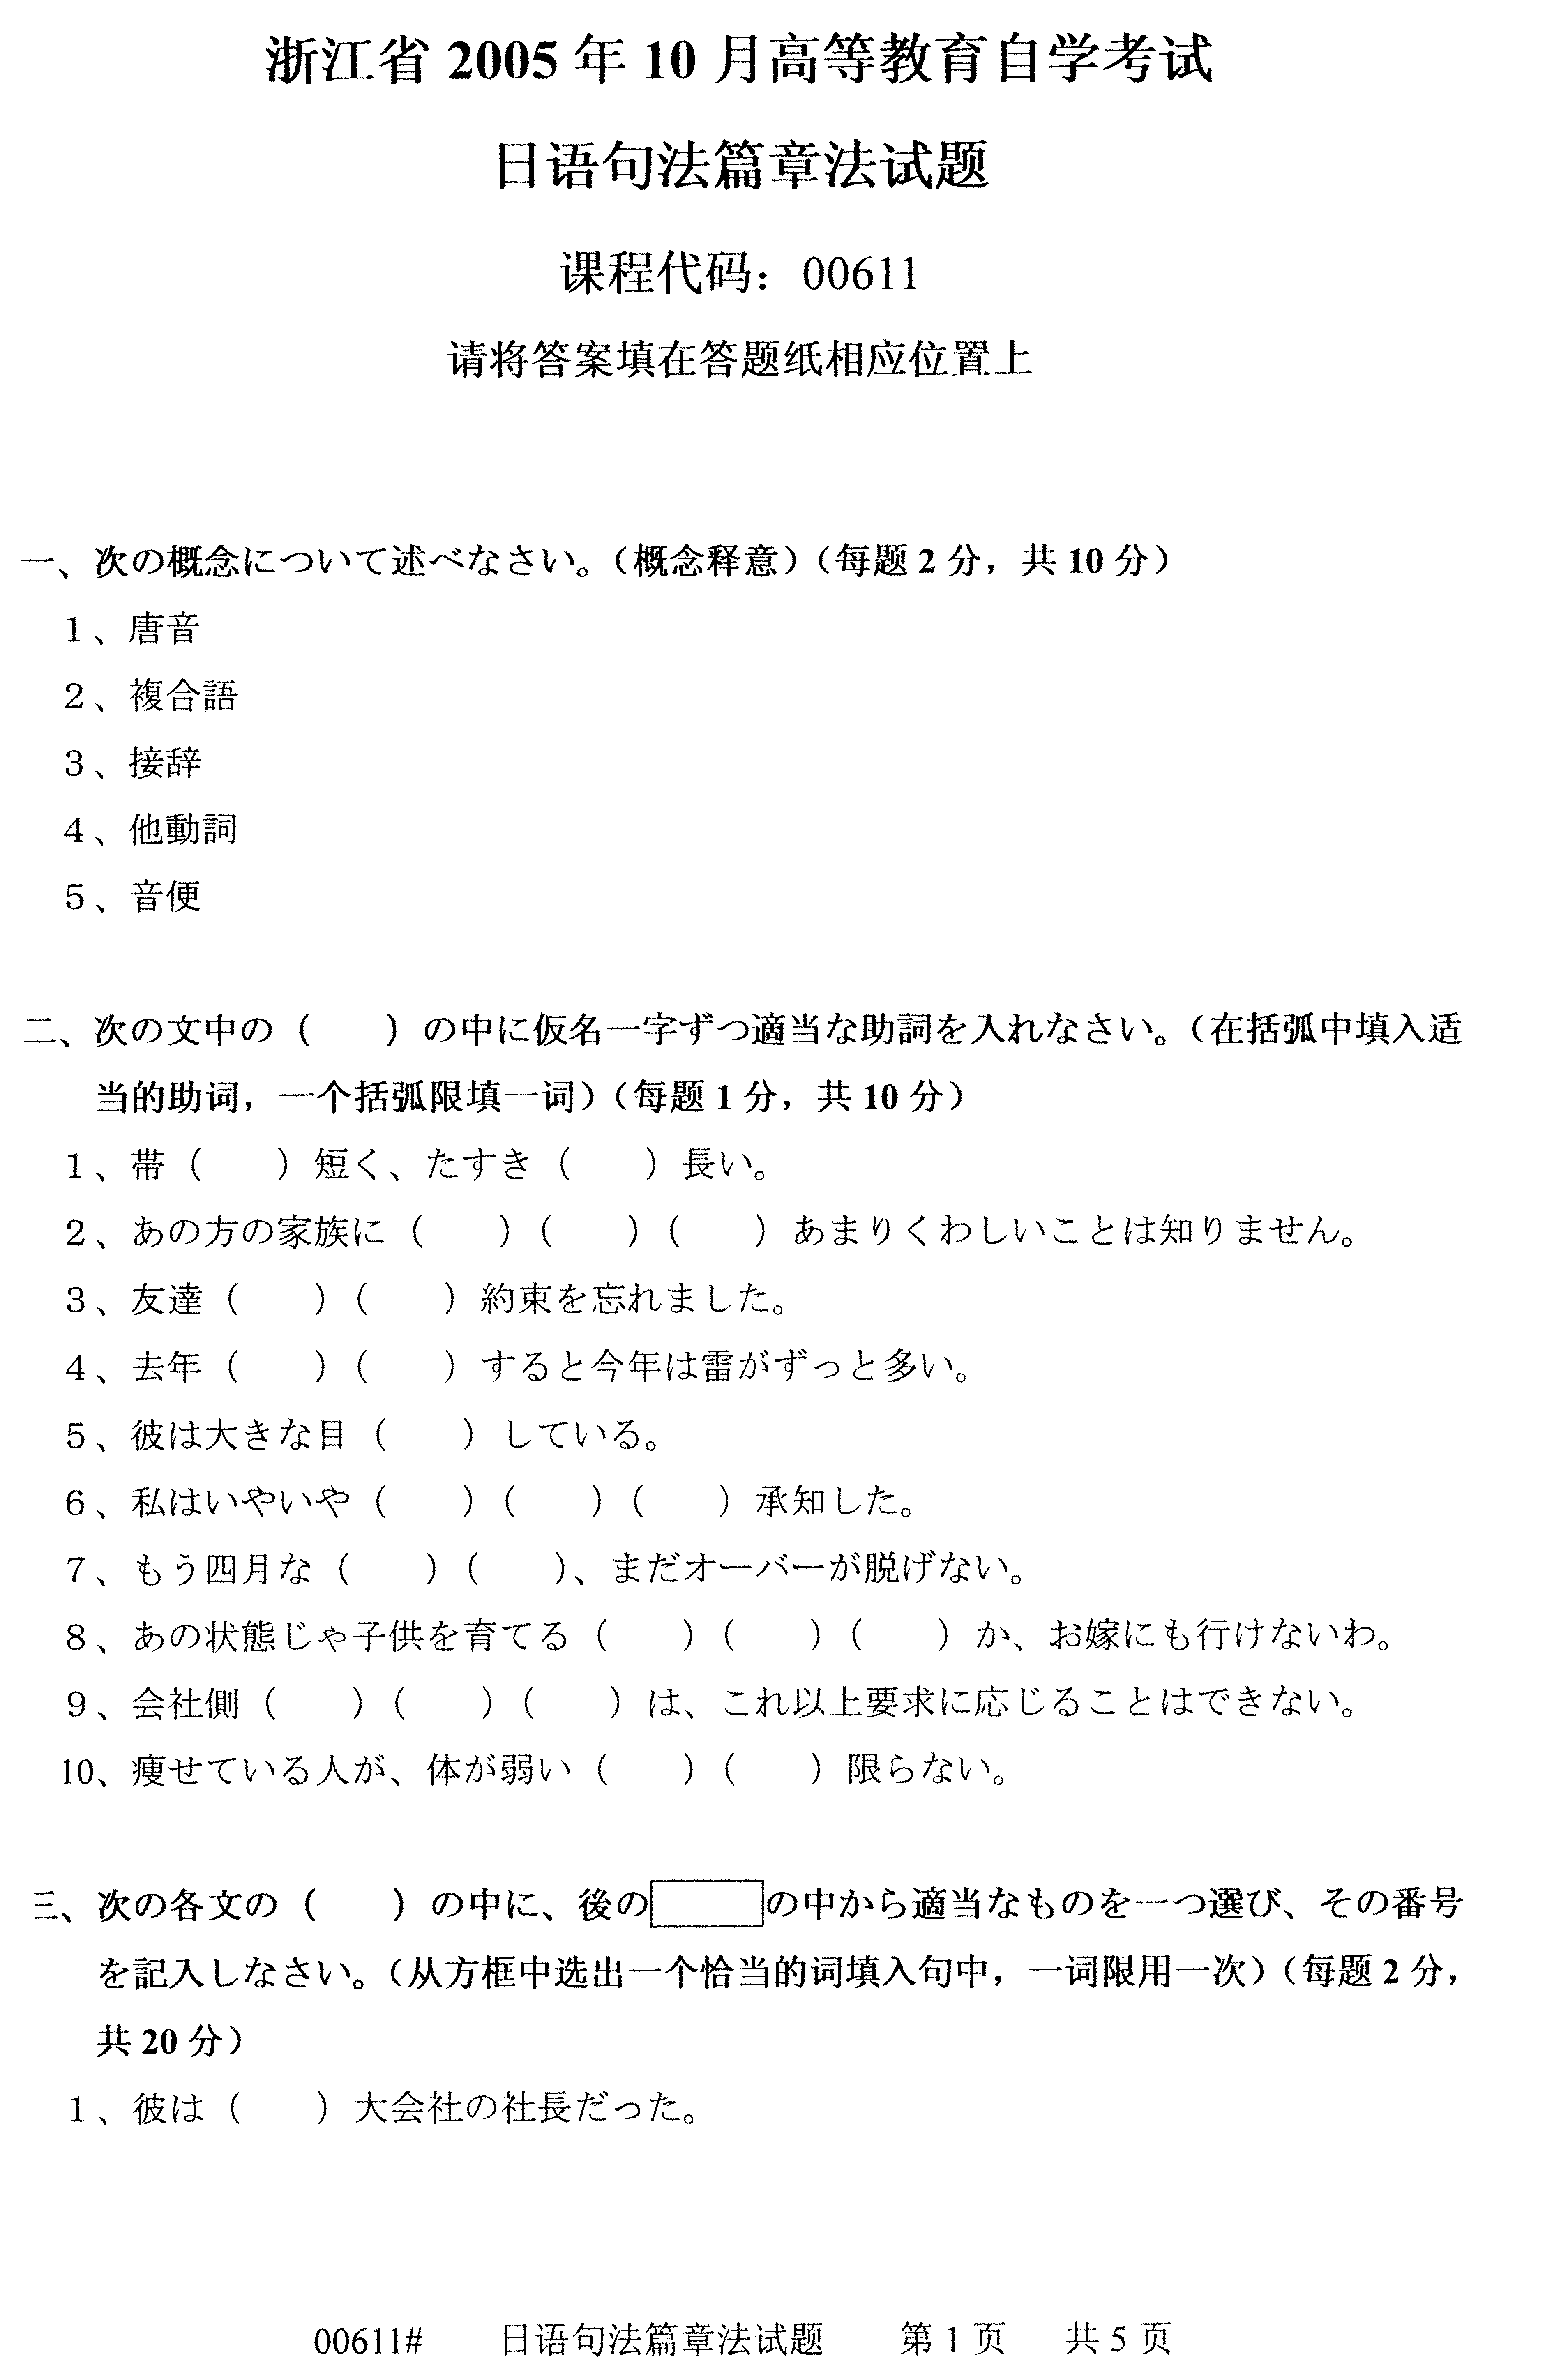 浙江省 2005 年 10 月高等教育自学考试
日语句法篇章法试题
课程代码：00611
请将答案填在答题纸相应位置上
一、次の概念について述べなさい。（概念释意）（每题 2 分，共 10 分）
1、唐音
2、複合語
3、接辞
4、他動詞
5、音便
二、次の文中の（　　）の中に仮名一字ずつ適当な助詞を入れなさい。（在括弧中填入适
当的助词，一个括弧限填一词）（每题 1 分，共 10 分）
1、帯（　　）短く、たすき（　　）長い。
2、あの方の家族に（　　）（　　）（　　）あまりくわしいことは知りません。
3、友達（　　）（　　）約束を忘れました。
4、去年（　　）（　　）すると今年は雷がずっと多い。
5、彼は大きな目（　　）している。
6、私はいやいや（　　）（　　）（　　）承知した。
7、もう四月な（　　）（　　）、まだオーバーが脱げない。
8、あの状態じゃ子供を育てる（　　）（　　）（　　）か、お嫁にも行けないわ。
9、会社側（　　）（　　）（　　）は、これ以上要求に応じることはできない。
10、痩せている人が、体が弱い（　　）（　　）限らない。
三、次の各文の（　　）の中に、後の　　　の中から適当なものを一つ選び、その番号
を記入しなさい。（从方框中选出一个恰当的词填入句中，一词限用一次）（每题 2 分，
共 20 分）
1、彼は（　　）大会社の社長だった。
00611#　　日语句法篇章法试题　　第 1 页　共 5 页